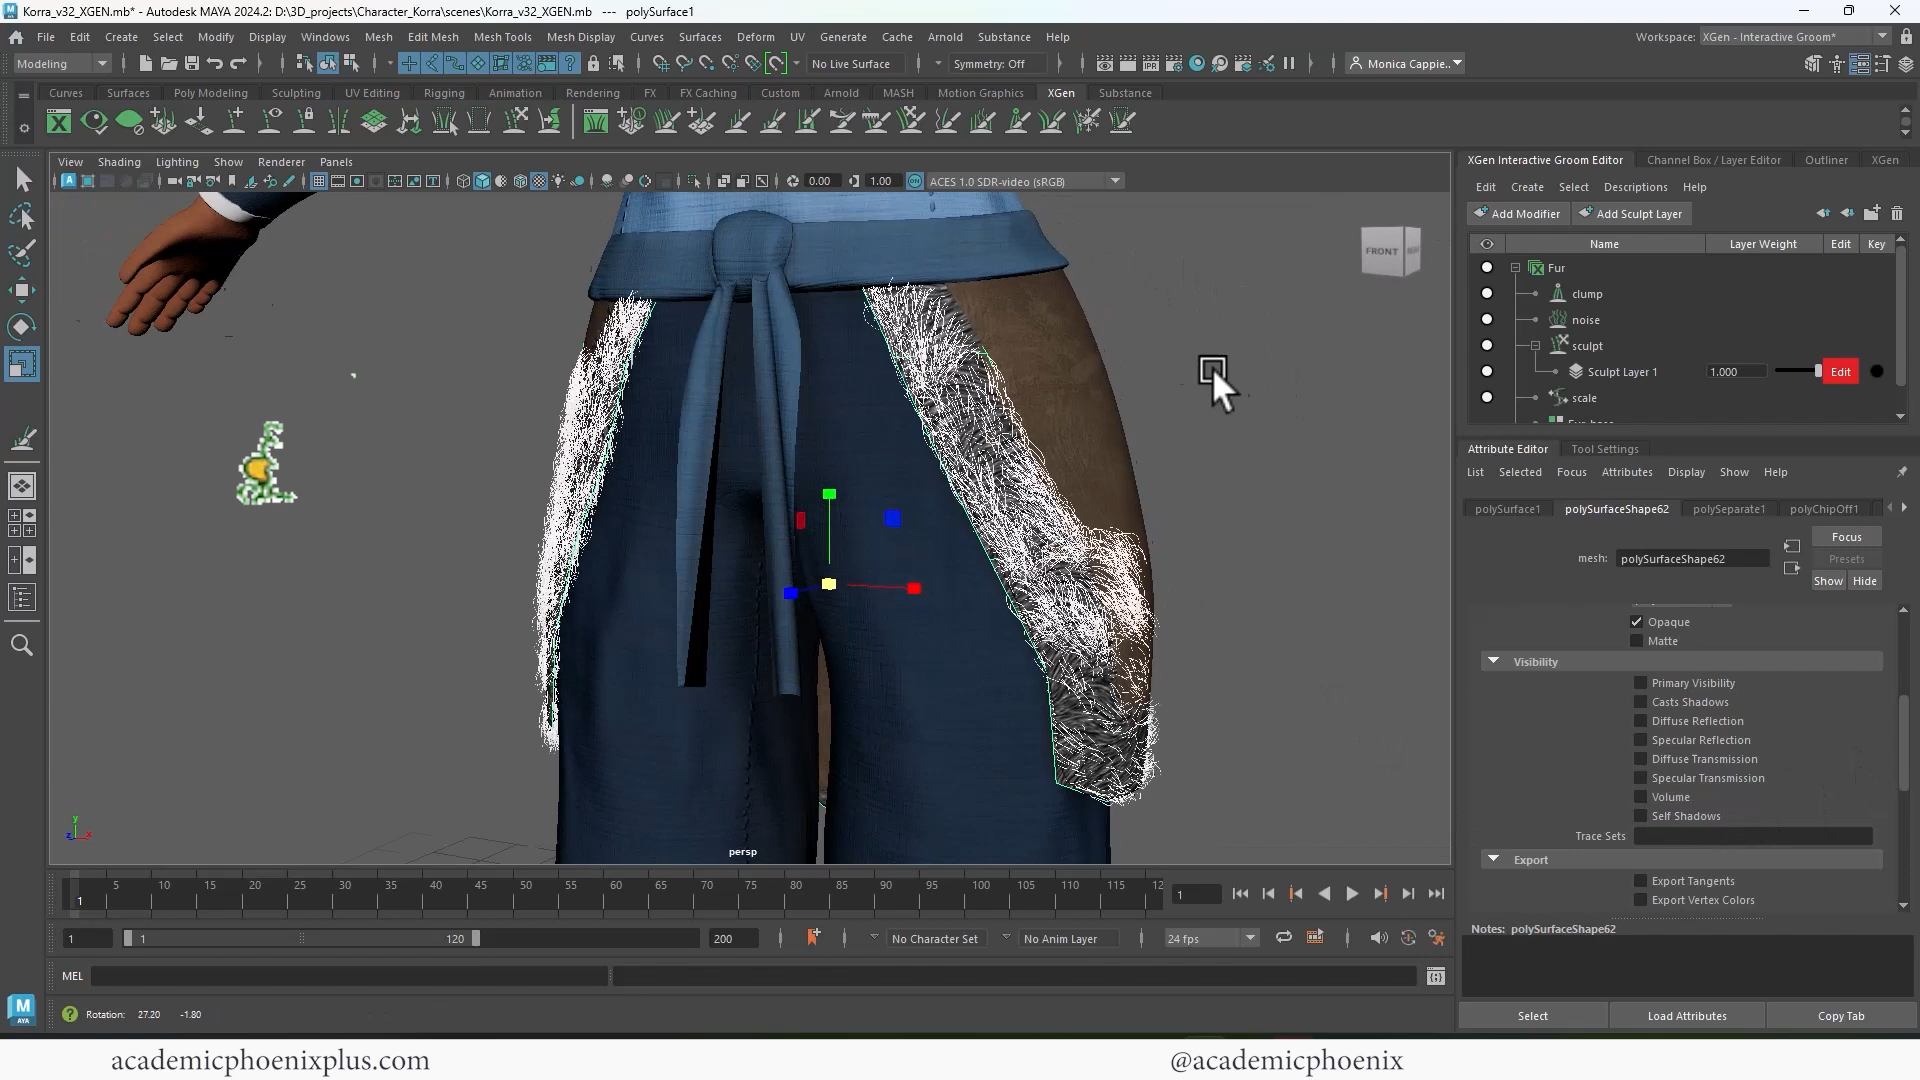 Korra_v32_XGEN.mb* - Autodesk MAYA 2024.2: D:\3D_projects\Character_Korra\scenes\Korra_v32_XGEN.mb --- polySurface1
File Edit Create Select Modify Display Windows Mesh Edit Mesh Mesh Tools Mesh Display Curves Surfaces Deform UV Generate Cache Arnold Substance Help Workspace: XGen - Interactive Groom*
Modeling No Live Surface Symmetry: Off Monica Cappie..
Curves Surfaces Poly Modeling Sculpting UV Editing Rigging Animation Rendering FX FX Caching Custom Arnold MASH Motion Graphics XGen Substance
View Shading Lighting Show Renderer Panels
0.00 1.00 ACES 1.0 SDR-video (sRGB)
FRONT
persp
XGen Interactive Groom Editor Channel Box / Layer Editor Outliner XGen
Edit Create Select Descriptions Help
Add Modifier Add Sculpt Layer
Name Layer Weight Edit Key
Fur
clump
noise
sculpt
Sculpt Layer 1 1.000 Edit
scale
Attribute Editor Tool Settings
List Selected Focus Attributes Display Show Help
polySurface1 polySurfaceShape62 polySeparate1 polyChipOff1
Focus
mesh: polySurfaceShape62 Presets
Show Hide
Opaque
Matte
Visibility
Primary Visibility
Casts Shadows
Diffuse Reflection
Specular Reflection
Diffuse Transmission
Specular Transmission
Volume
Self Shadows
Trace Sets
Export
Export Tangents
Export Vertex Colors
Notes: polySurfaceShape62
Select Load Attributes Copy Tab
5 10 15 20 25 30 35 40 45 50 55 60 65 70 75 80 85 90 95 100 105 110 115 12
1 1
1 1 120 200 No Character Set No Anim Layer 24 fps
MEL
Rotation: 27.20 -1.80
M
AYA
academicphoenixplus.com @academicphoenix